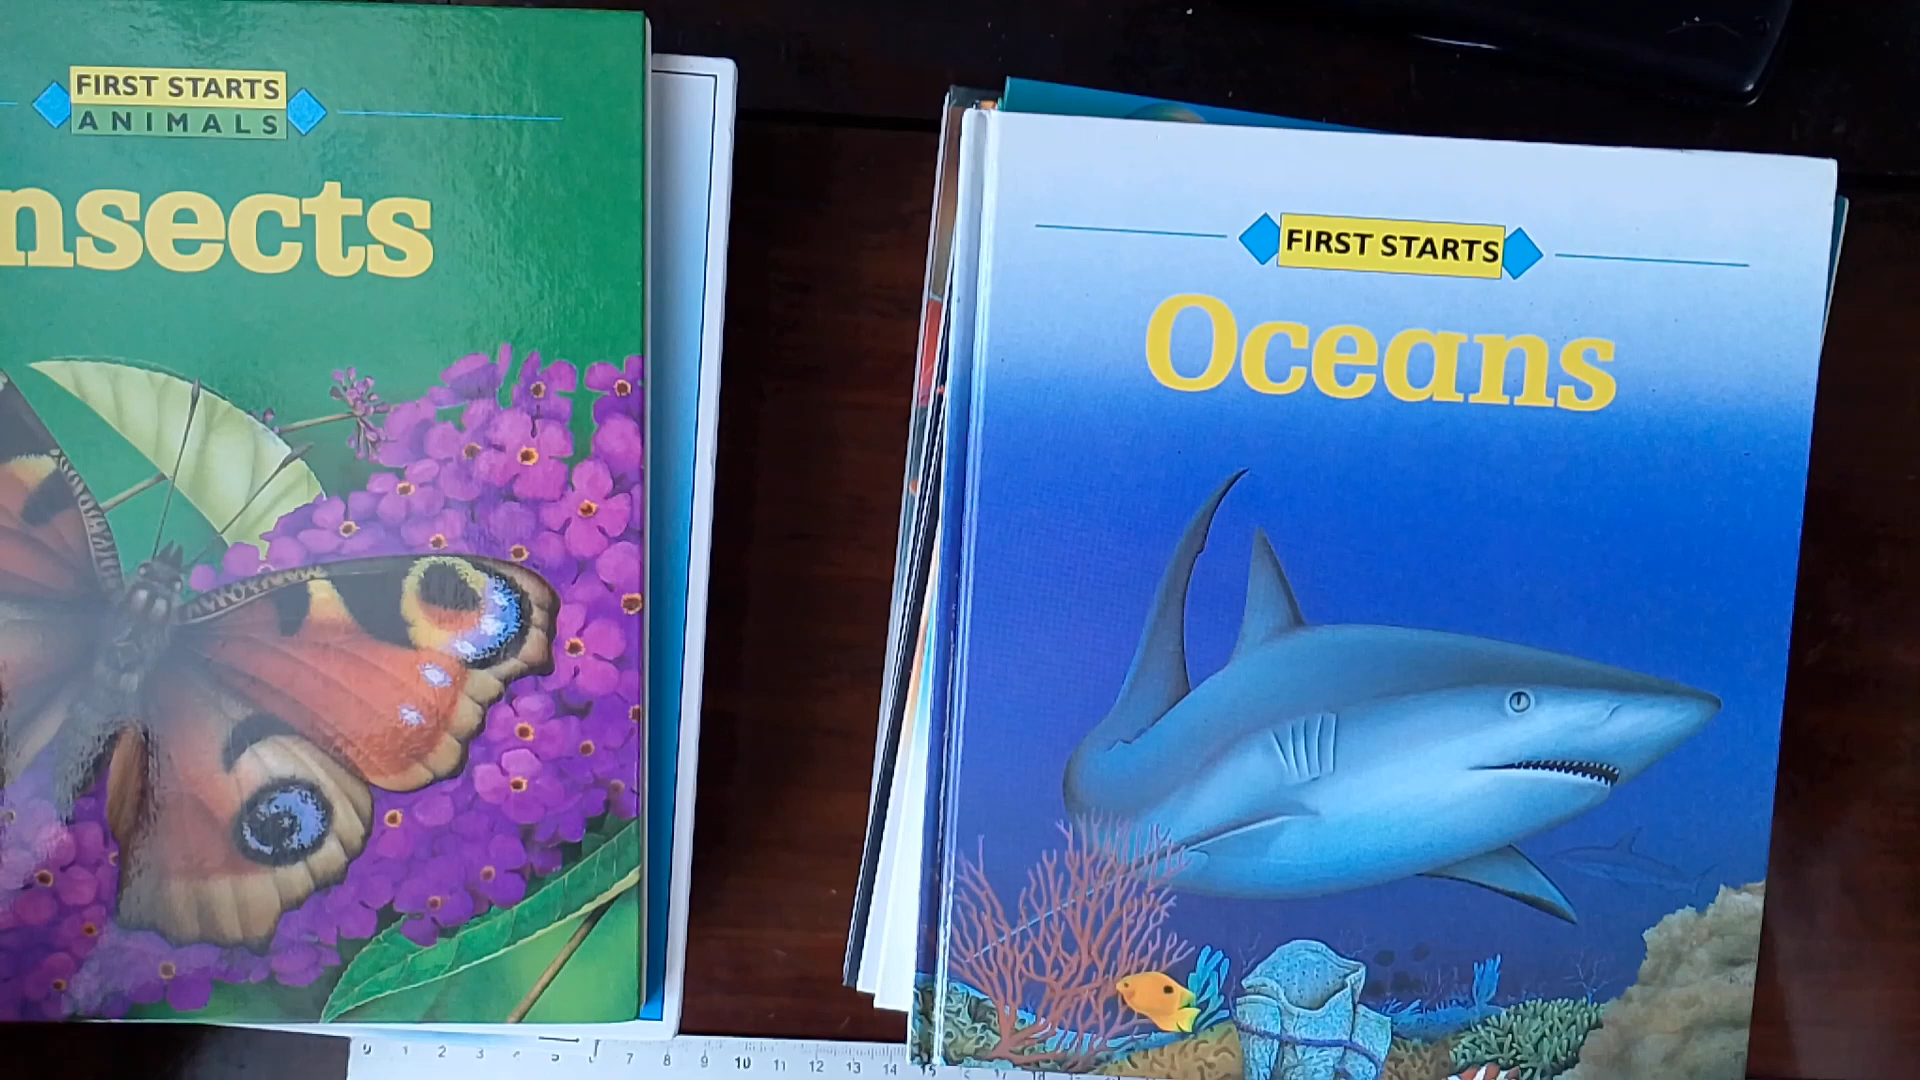 FIRST STARTS
ANIMALS
nsects
FIRST STARTS
Oceans
0 1 2 3 5 7 8 9 10 11 12 13 14 15